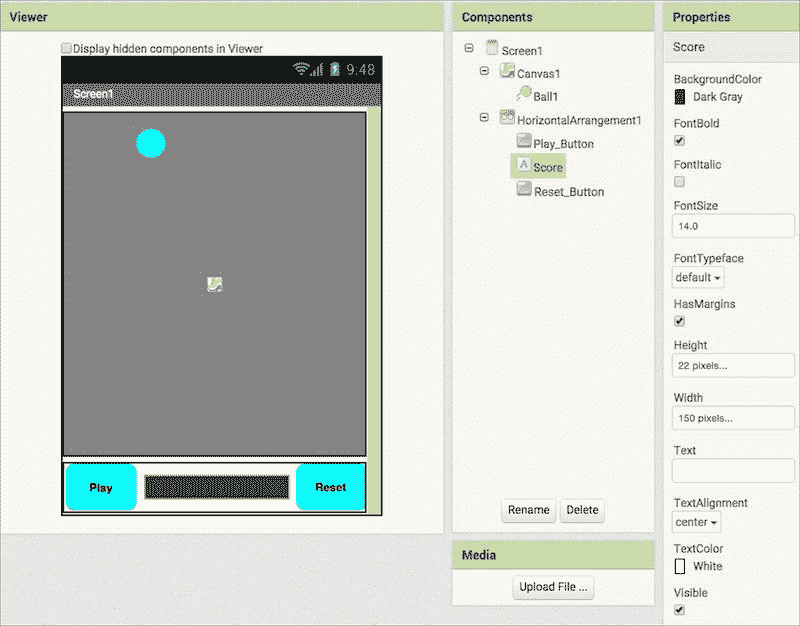 Viewer
Display hidden components in Viewer
9:48
Screen1
Play
Reset
Components
Screen1
Canvas1
Ball1
HorizontalArrangement1
Play_Button
A Score
Reset_Button
Rename Delete
Media
Upload File ...
Properties
Score
BackgroundColor
Dark Gray
FontBold
FontItalic
FontSize
14.0
FontTypeface
default
HasMargins
Height
22 pixels...
Width
150 pixels...
Text
TextAlignment
center
TextColor
White
Visible